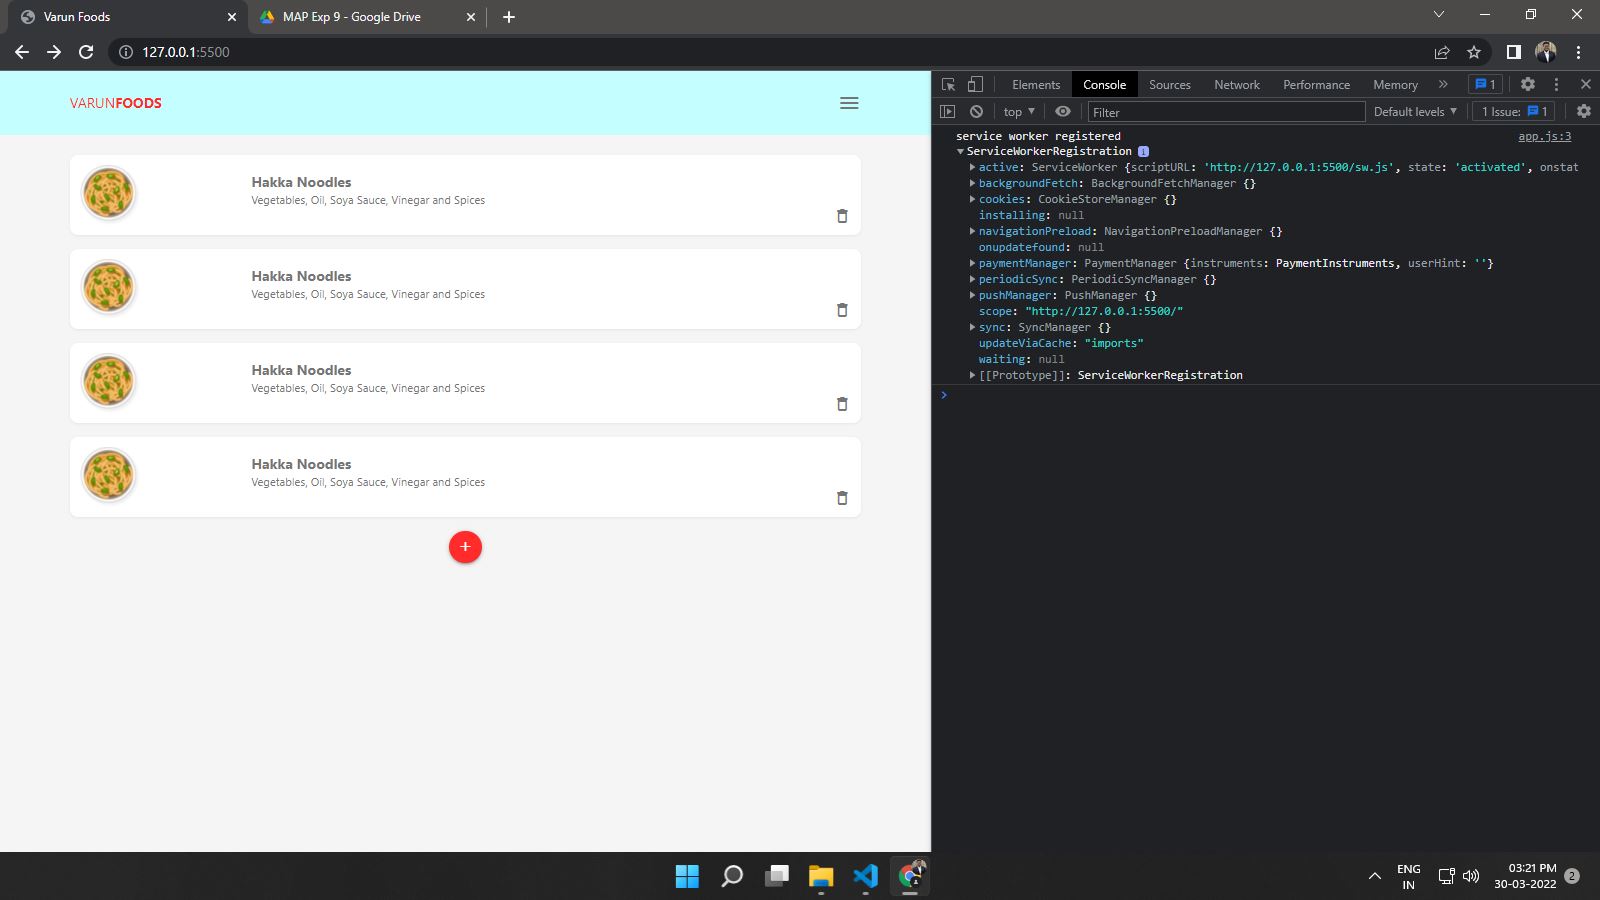 Varun Foods
MAP Exp 9 - Google Drive
127.0.0.1:5500
VARUNFOODS
Hakka Noodles
Vegetables, Oil, Soya Sauce, Vinegar and Spices
Hakka Noodles
Vegetables, Oil, Soya Sauce, Vinegar and Spices
Hakka Noodles
Vegetables, Oil, Soya Sauce, Vinegar and Spices
Hakka Noodles
Vegetables, Oil, Soya Sauce, Vinegar and Spices
+
Elements Console Sources Network Performance Memory » 1
top Filter Default levels 1 Issue: 1
service worker registered app.js:3
ServiceWorkerRegistration i
active: ServiceWorker {scriptURL: 'http://127.0.0.1:5500/sw.js', state: 'activated', onstat
backgroundFetch: BackgroundFetchManager {}
cookies: CookieStoreManager {}
installing: null
navigationPreload: NavigationPreloadManager {}
onupdatefound: null
paymentManager: PaymentManager {instruments: PaymentInstruments, userHint: ''}
periodicSync: PeriodicSyncManager {}
pushManager: PushManager {}
scope: "http://127.0.0.1:5500/"
sync: SyncManager {}
updateViaCache: "imports"
waiting: null
[[Prototype]]: ServiceWorkerRegistration
ENG
IN
03:21 PM
30-03-2022
2